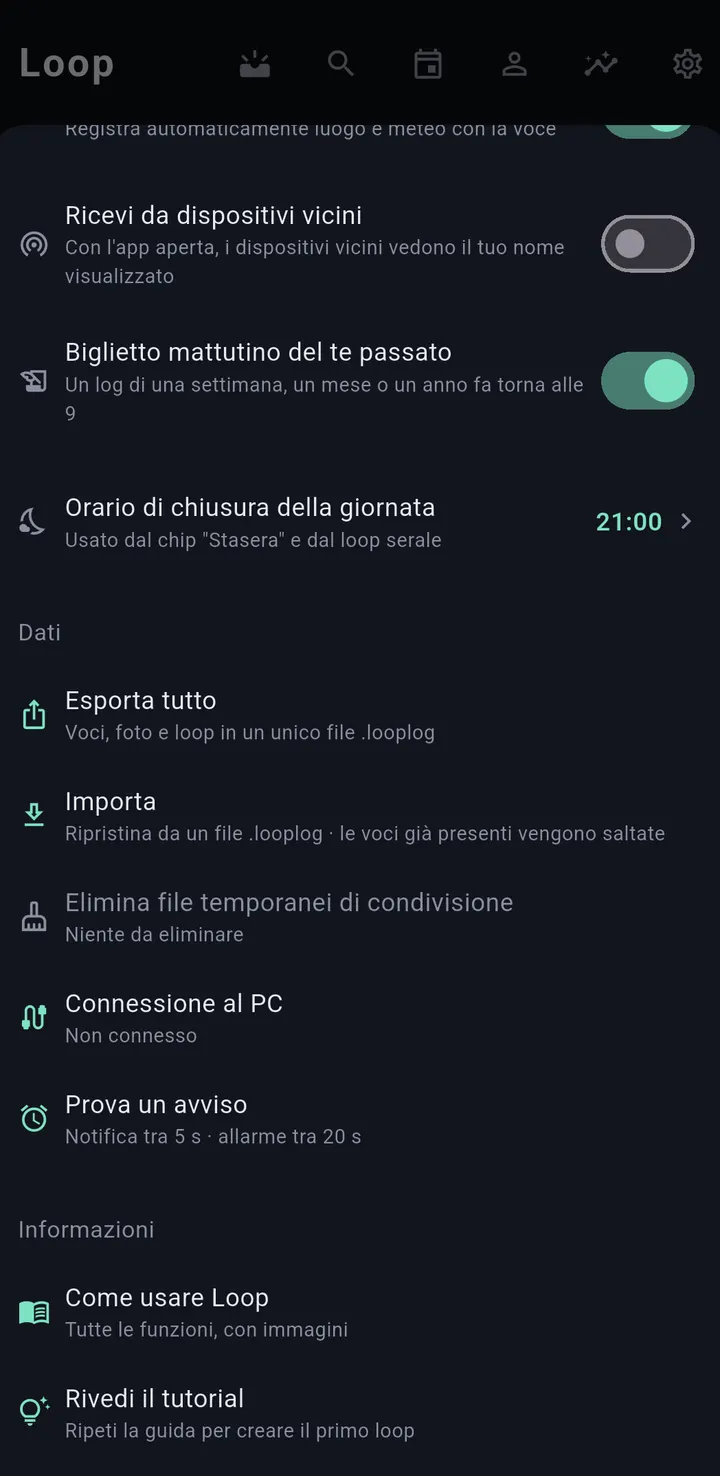 Loop
Registra automaticamente luogo e meteo con la voce
Ricevi da dispositivi vicini
Con l'app aperta, i dispositivi vicini vedono il tuo nome
visualizzato
Biglietto mattutino del te passato
Un log di una settimana, un mese o un anno fa torna alle
9
Orario di chiusura della giornata
21:00
Usato dal chip "Stasera" e dal loop serale
Dati
Esporta tutto
Voci, foto e loop in un unico file .looplog
Importa
Ripristina da un file .looplog · le voci già presenti vengono saltate
Elimina file temporanei di condivisione
Niente da eliminare
Connessione al PC
Non connesso
Prova un avviso
Notifica tra 5 s · allarme tra 20 s
Informazioni
Come usare Loop
Tutte le funzioni, con immagini
Rivedi il tutorial
Ripeti la guida per creare il primo loop